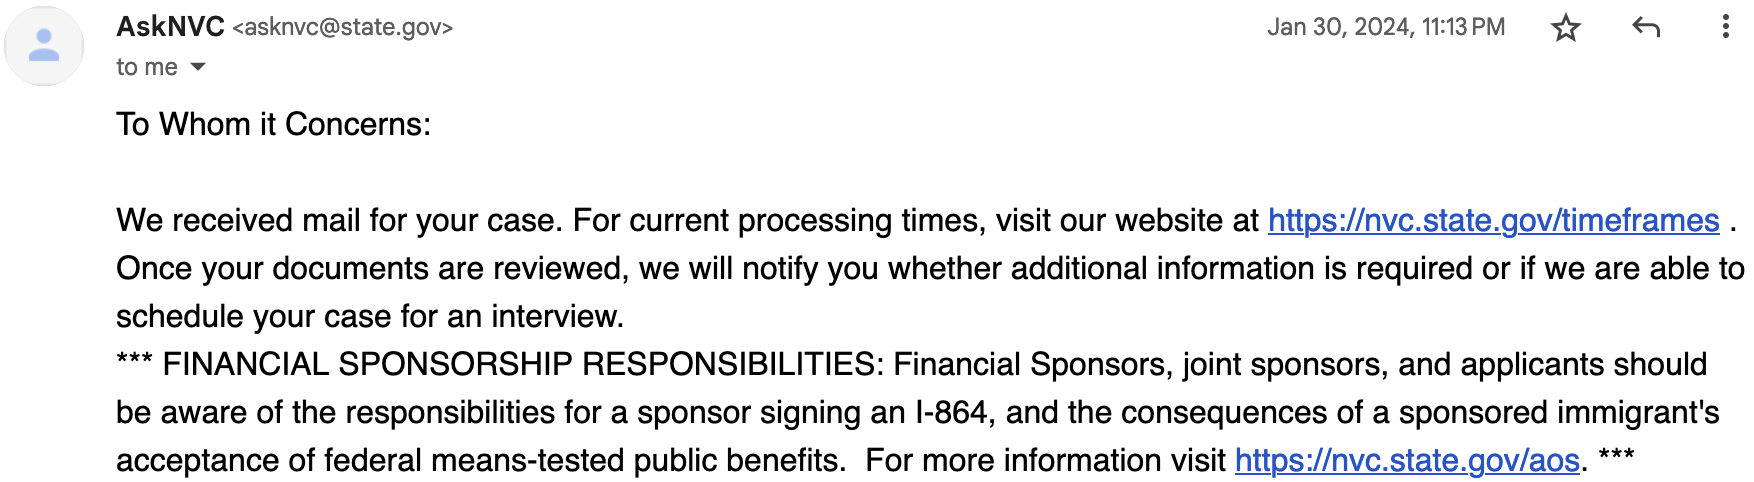 AskNVC <asknvc@state.gov> Jan 30, 2024, 11:13 PM
to me
To Whom it Concerns:
We received mail for your case. For current processing times, visit our website at https://nvc.state.gov/timeframes .
Once your documents are reviewed, we will notify you whether additional information is required or if we are able to
schedule your case for an interview.
*** FINANCIAL SPONSORSHIP RESPONSIBILITIES: Financial Sponsors, joint sponsors, and applicants should
be aware of the responsibilities for a sponsor signing an I-864, and the consequences of a sponsored immigrant's
acceptance of federal means-tested public benefits.  For more information visit https://nvc.state.gov/aos. ***